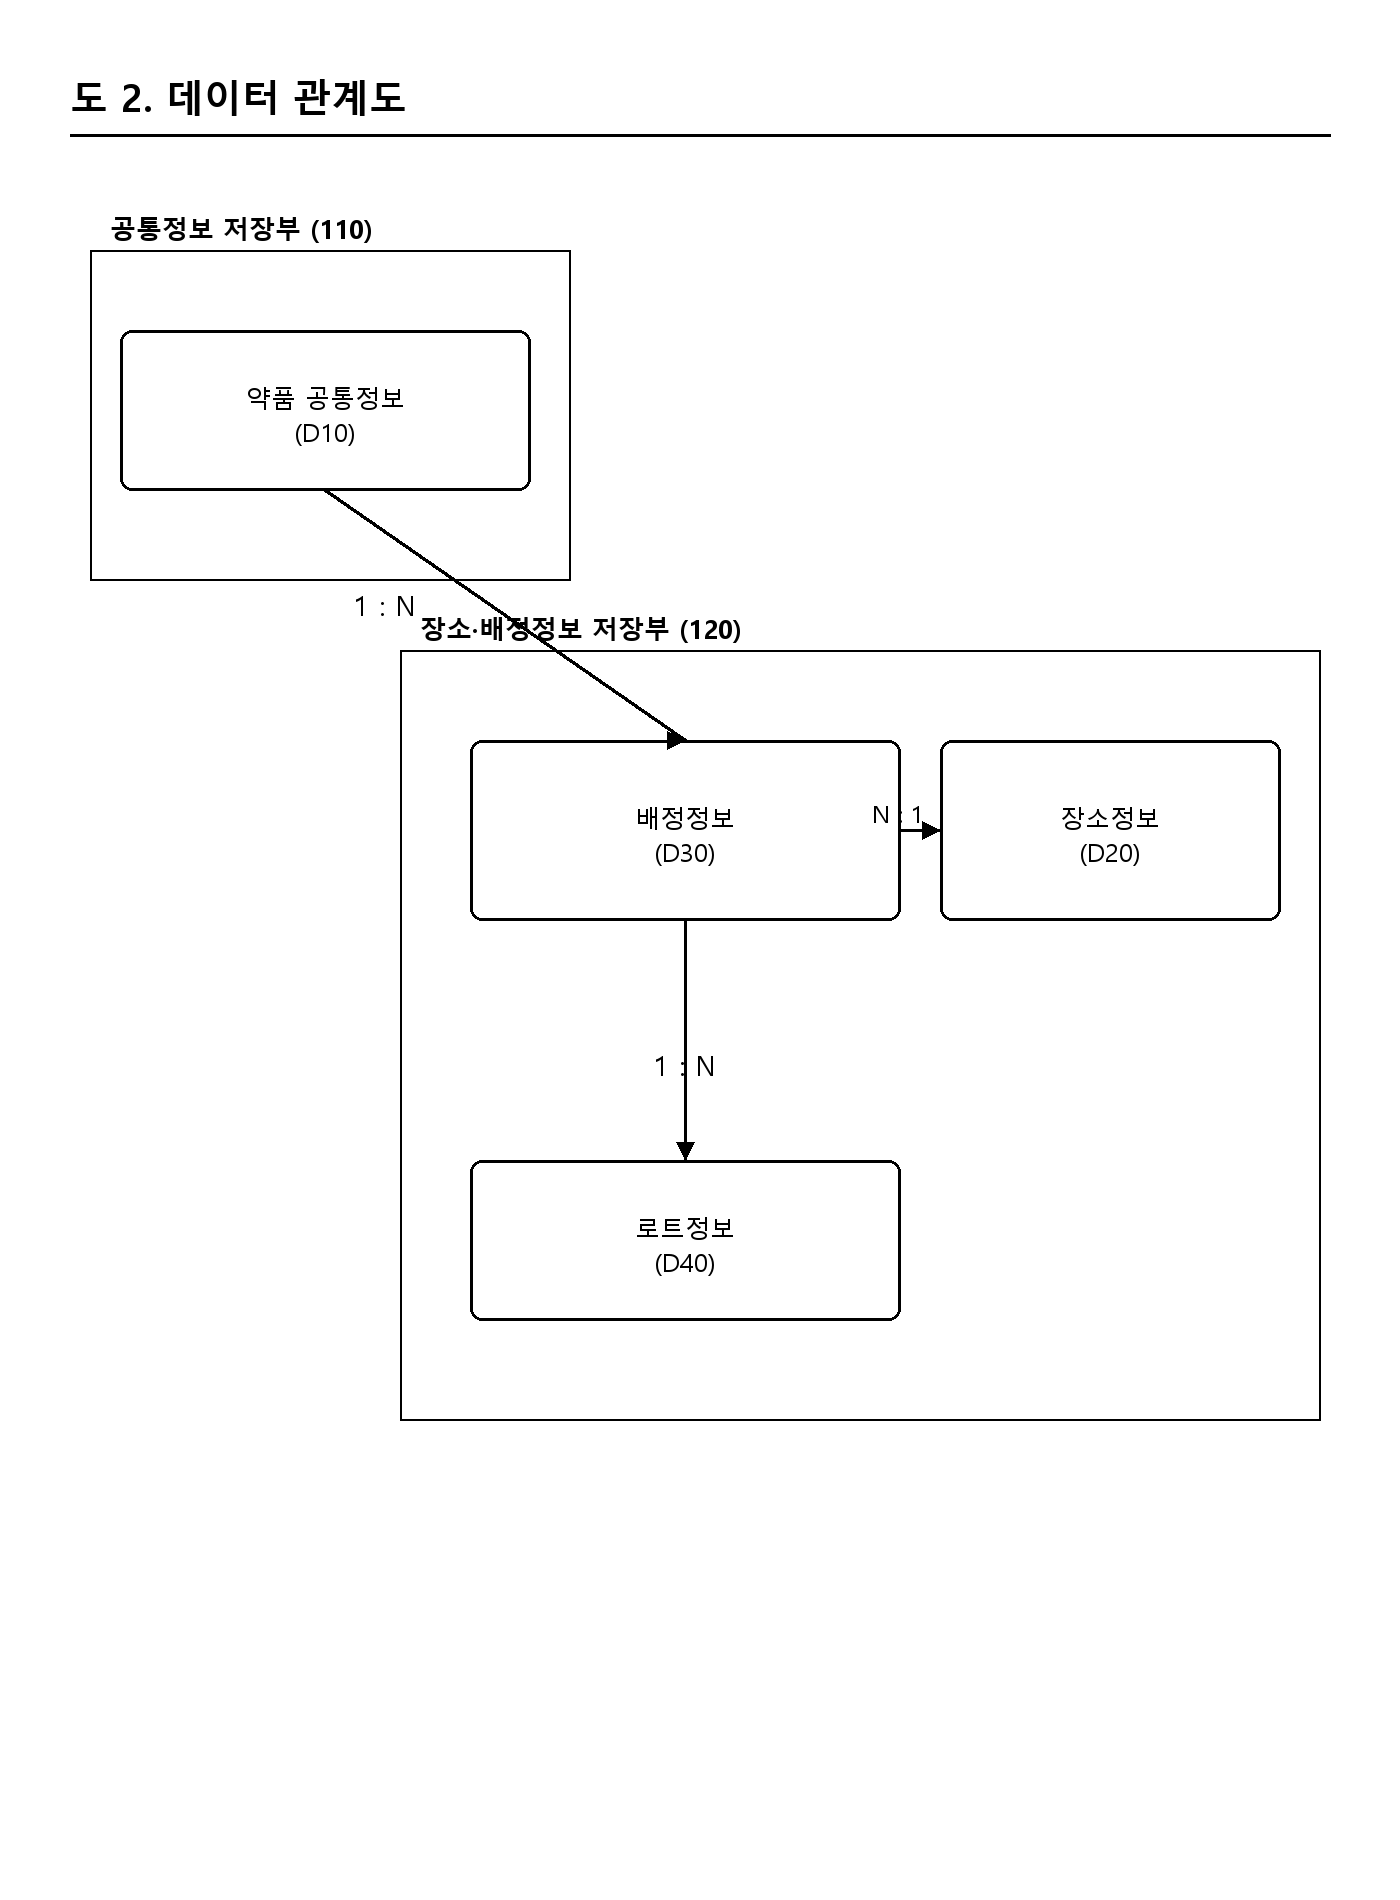 도 2. 데이터 관계도
공통정보 저장부 (110)
약품 공통정보
(D10)
1 : N
장소·배정정보 저장부 (120)
배정정보
(D30)
N : 1
장소정보
(D20)
1 : N
로트정보
(D40)